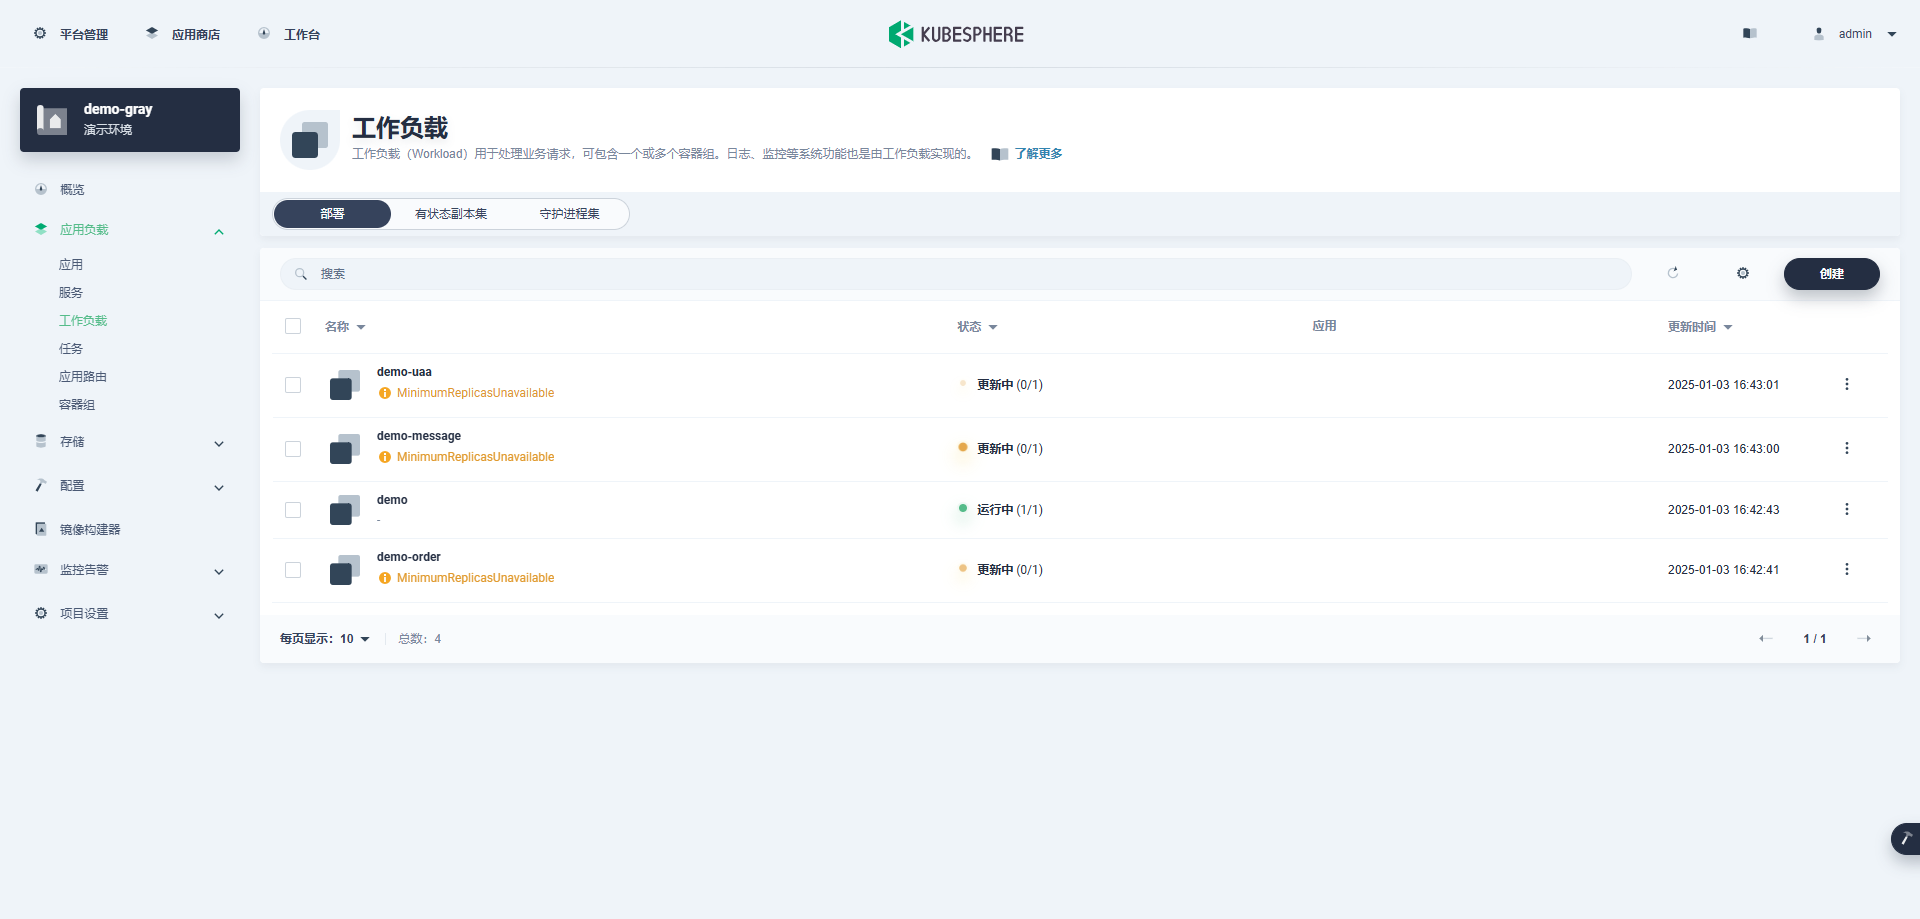 平台管理
应用商店
工作台
KUBESPHERE
admin
demo-gray
演示环境
概览
应用负载
应用
服务
工作负载
任务
应用路由
容器组
存储
配置
镜像构建器
监控告警
项目设置
工作负载
工作负载（Workload）用于处理业务请求，可包含一个或多个容器组。日志、监控等系统功能也是由工作负载实现的。 了解更多
部署 有状态副本集 守护进程集
搜索
创建
名称 状态 应用 更新时间
demo-uaa
MinimumReplicasUnavailable
更新中 (0/1)
2025-01-03 16:43:01
demo-message
MinimumReplicasUnavailable
更新中 (0/1)
2025-01-03 16:43:00
demo
-
运行中 (1/1)
2025-01-03 16:42:43
demo-order
MinimumReplicasUnavailable
更新中 (0/1)
2025-01-03 16:42:41
每页显示：10 总数：4
1 / 1